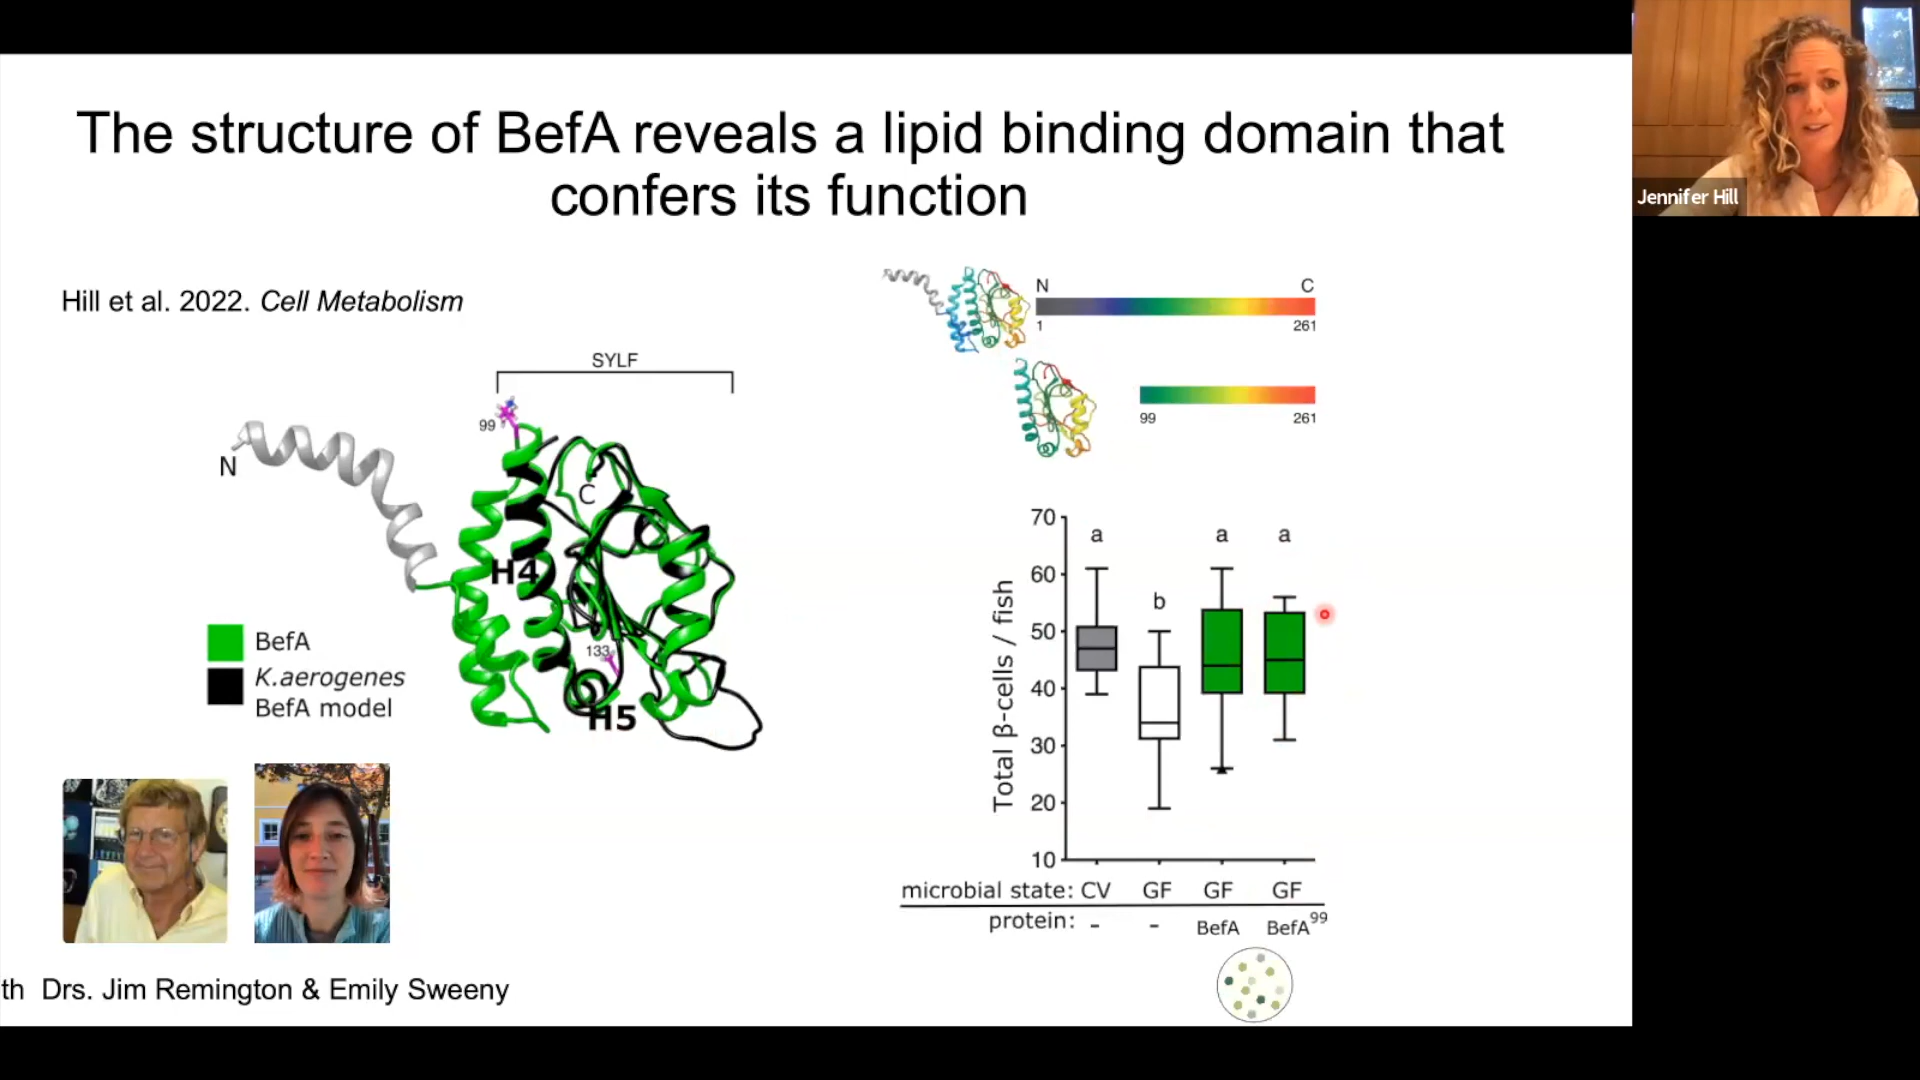 The structure of BefA reveals a lipid binding domain that
confers its function
Jennifer Hill
Hill et al. 2022. Cell Metabolism
N C
1 261
99 261
SYLF
99
N
C
H4
133
H5
BefA
K.aerogenes
BefA model
Total β-cells / fish
70
60
50
40
30
20
10
a b a a
microbial state: CV GF GF GF
protein: - - BefA BefA99
th Drs. Jim Remington & Emily Sweeny